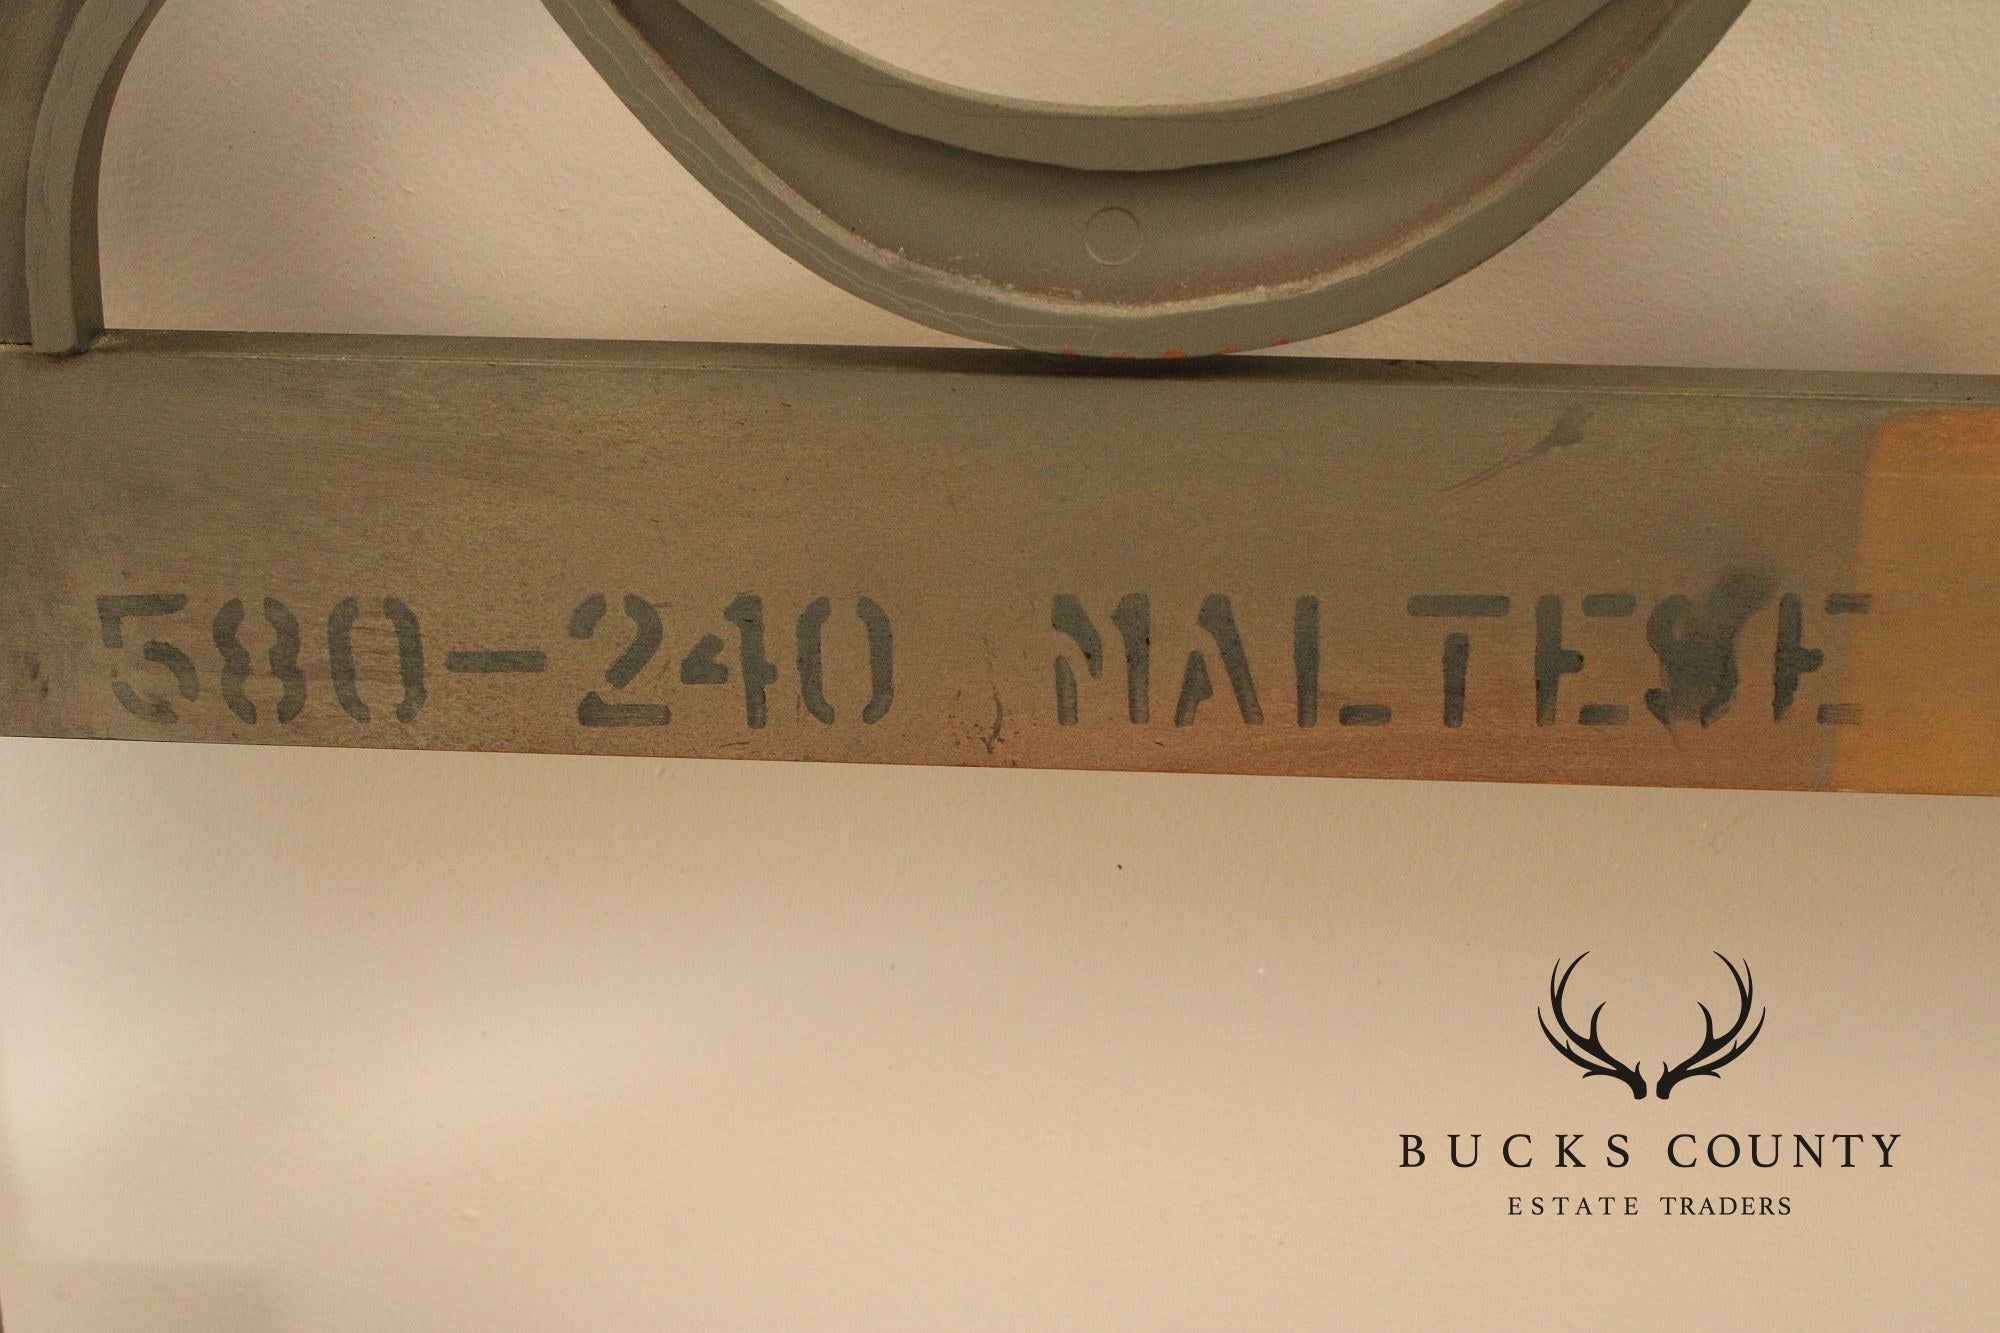 580-240 MALTESE
BUCKS COUNTY
ESTATE TRADERS